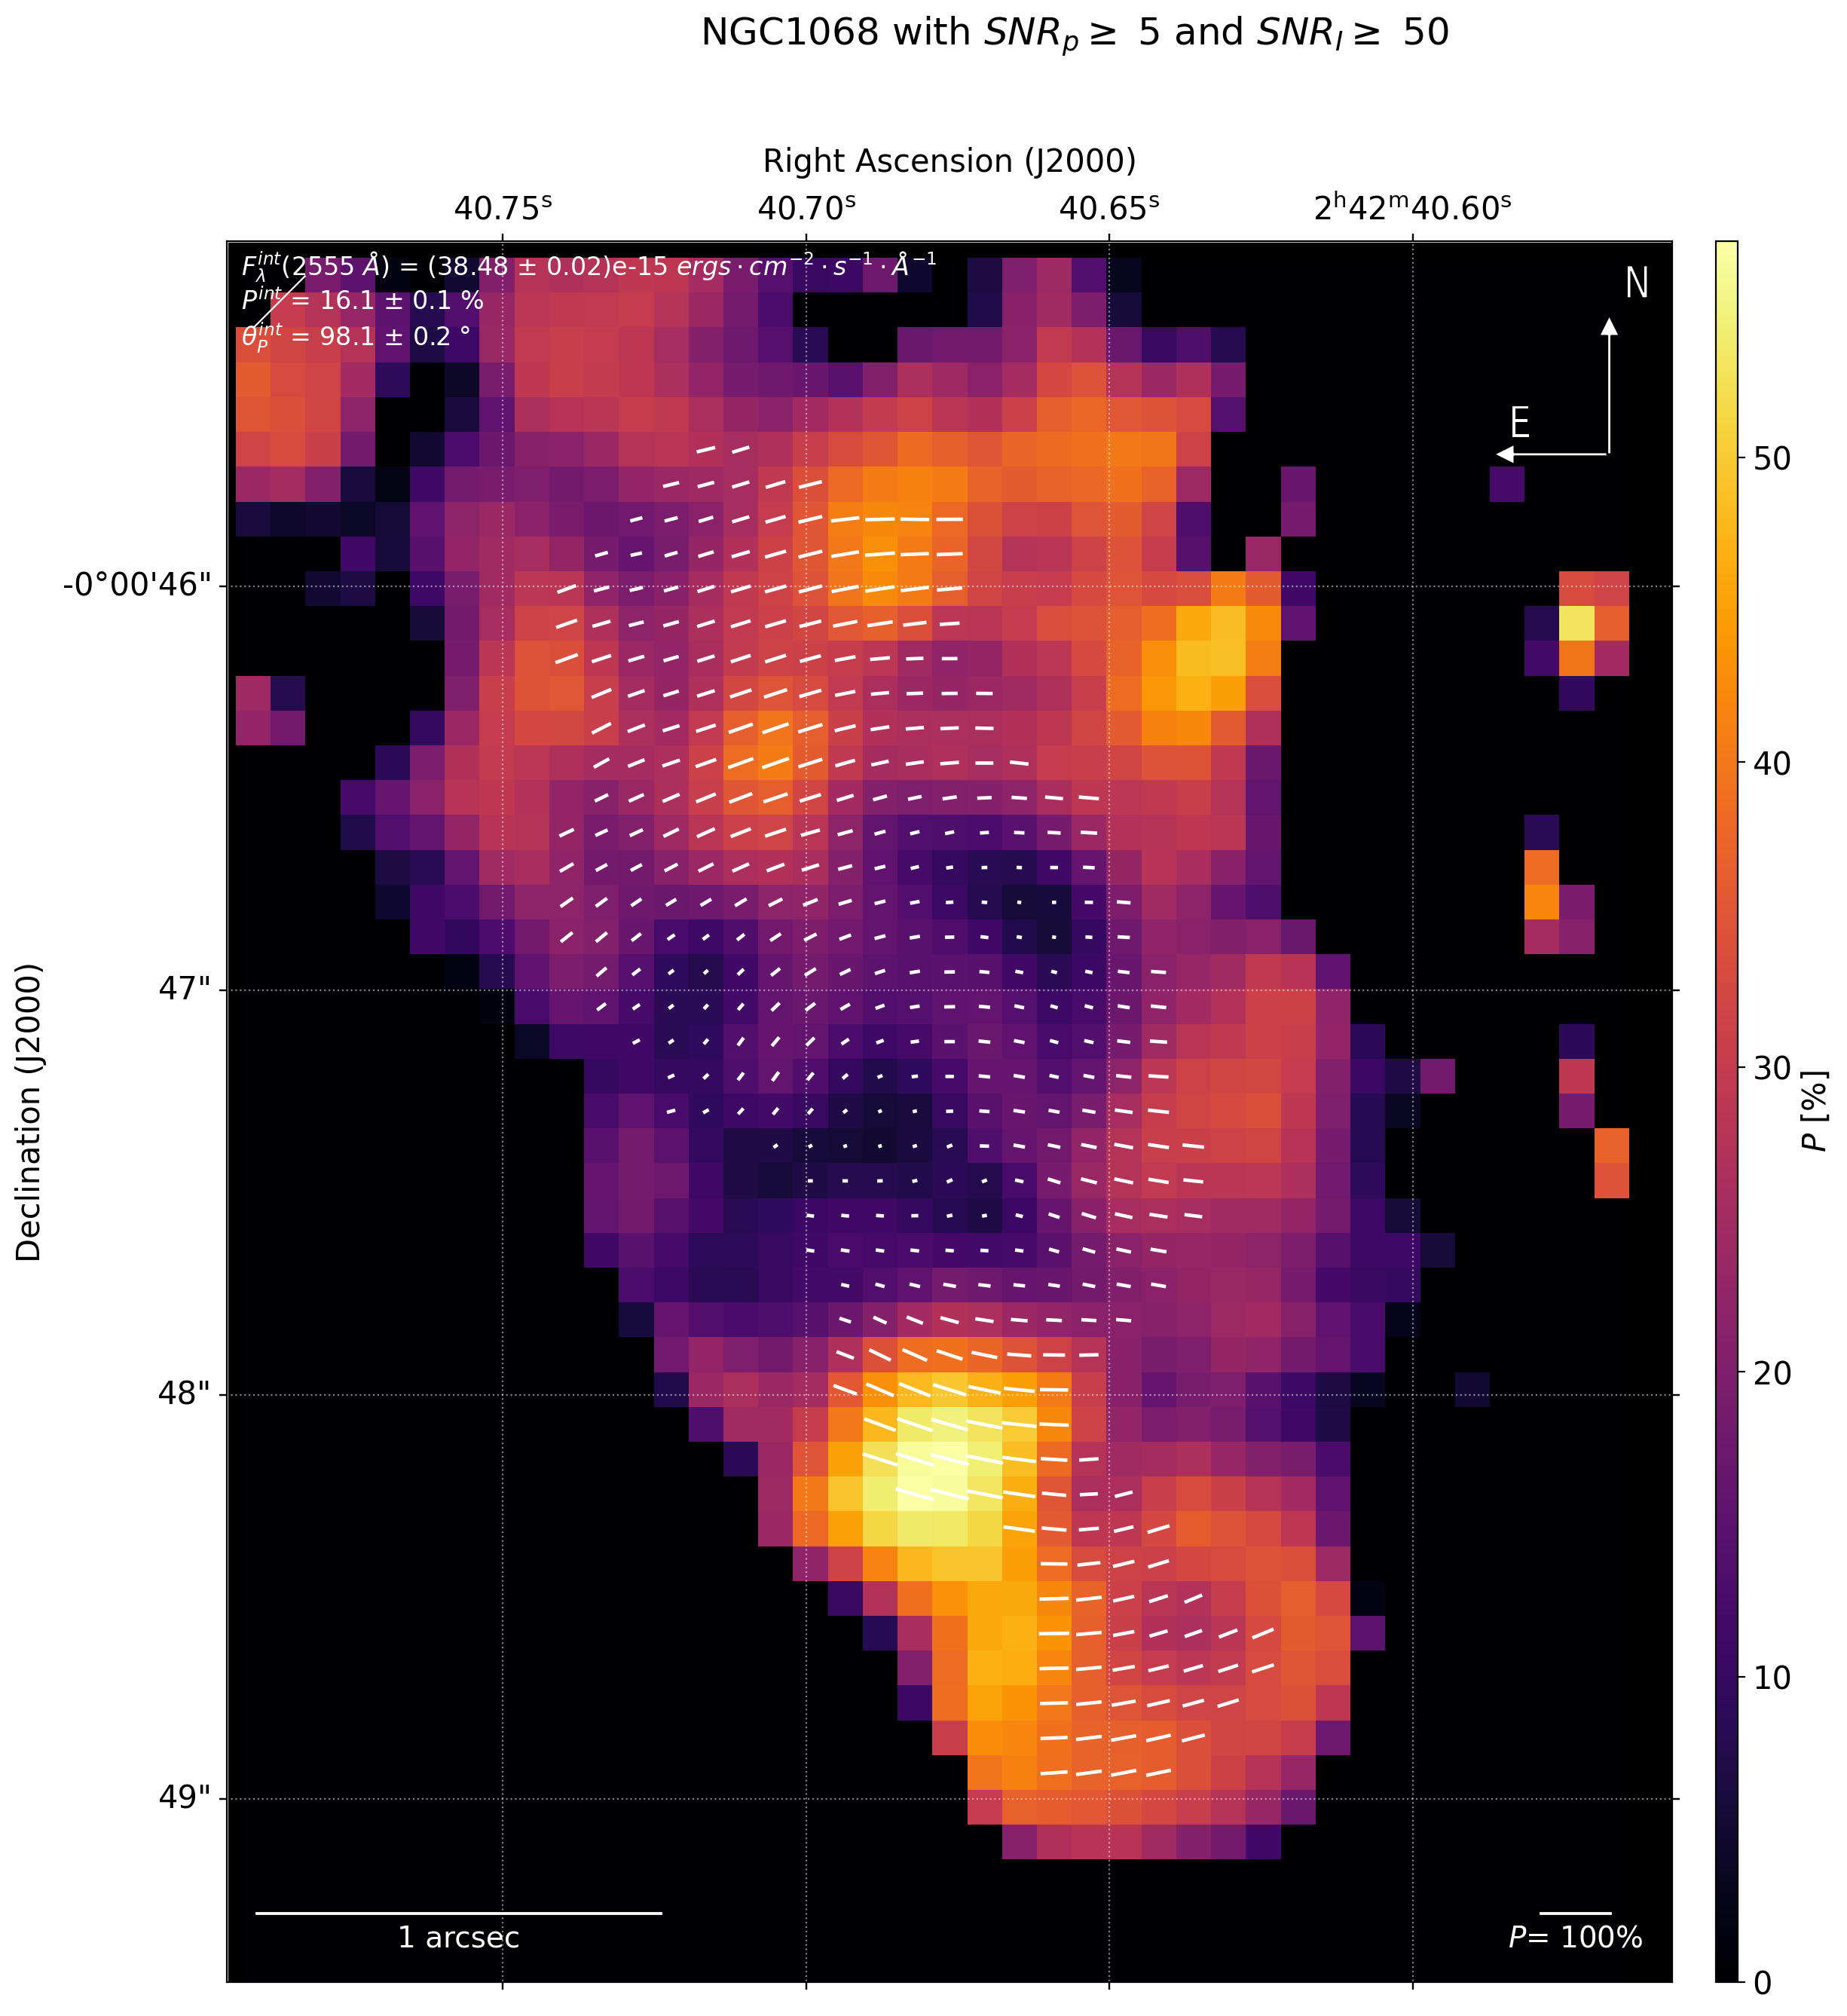 NGC1068 with SNR_p ≥ 5 and SNR_I ≥ 50
Right Ascension (J2000)
40.75ˢ 40.70ˢ 40.65ˢ 2ʰ42ᵐ40.60ˢ
F_λ^int(2555 Å) = (38.48 ± 0.02)e-15 ergs · cm⁻² · s⁻¹ · Å⁻¹
P^int = 16.1 ± 0.1 %
θ_P^int = 98.1 ± 0.2 °
N
E
Declination (J2000)
-0°00'46"
47"
48"
49"
1 arcsec
P= 100%
50
40
30
20
10
0
P [%]